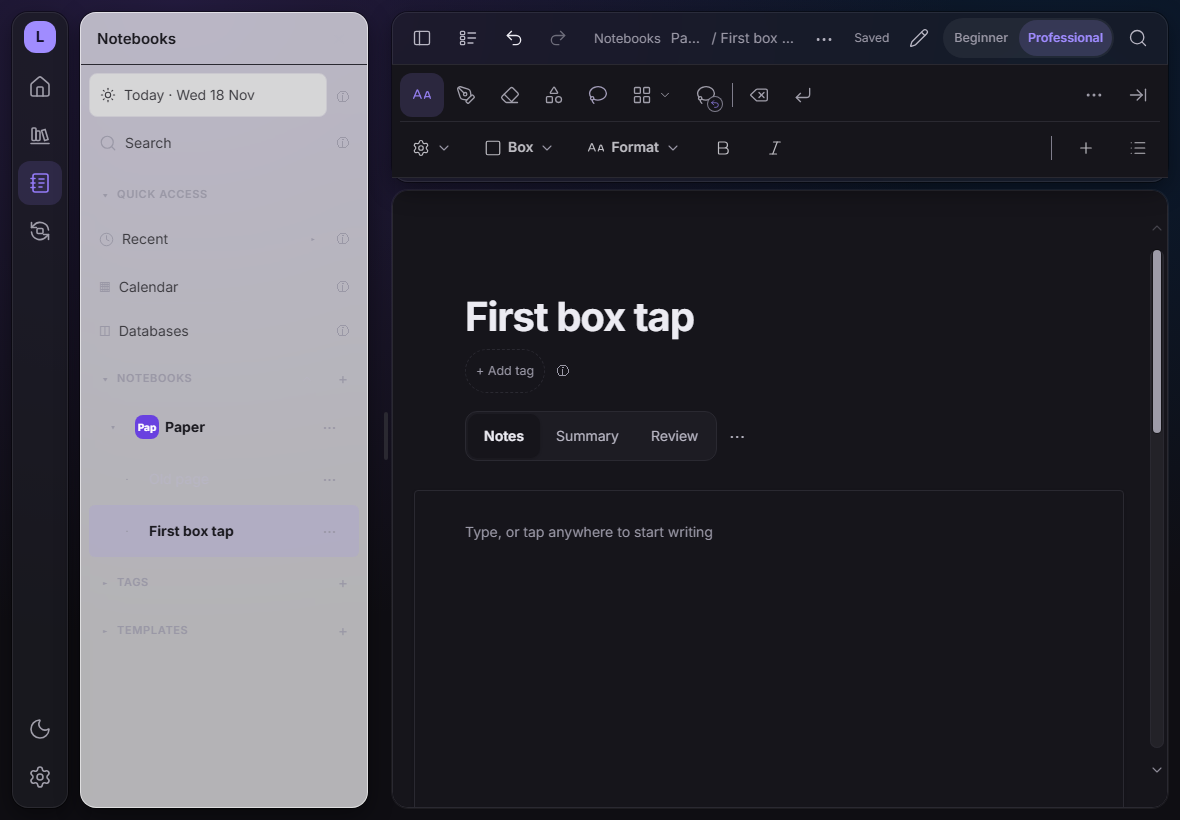 L
Notebooks
Today · Wed 18 Nov
Search
QUICK ACCESS
Recent
Calendar
Databases
NOTEBOOKS
Pap Paper
First box tap
TAGS
TEMPLATES
Notebooks Pa... / First box ... Saved Beginner Professional
AA
Box AA Format B I
First box tap
+ Add tag
Notes Summary Review
Type, or tap anywhere to start writing